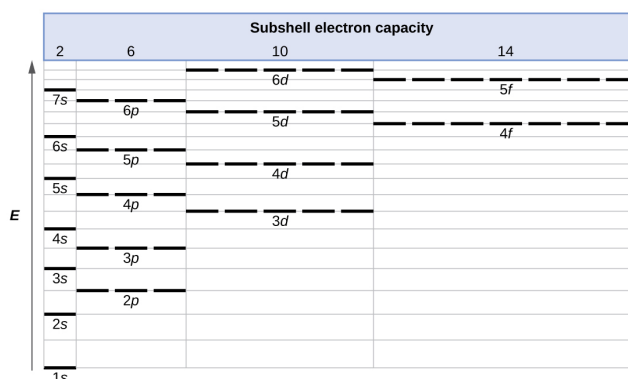 Subshell electron capacity
2 6 10 14
6d
5f
7s
6p
5d
4f
6s
5p
4d
5s
4p
3d
E
4s
3p
3s
2p
2s
1s